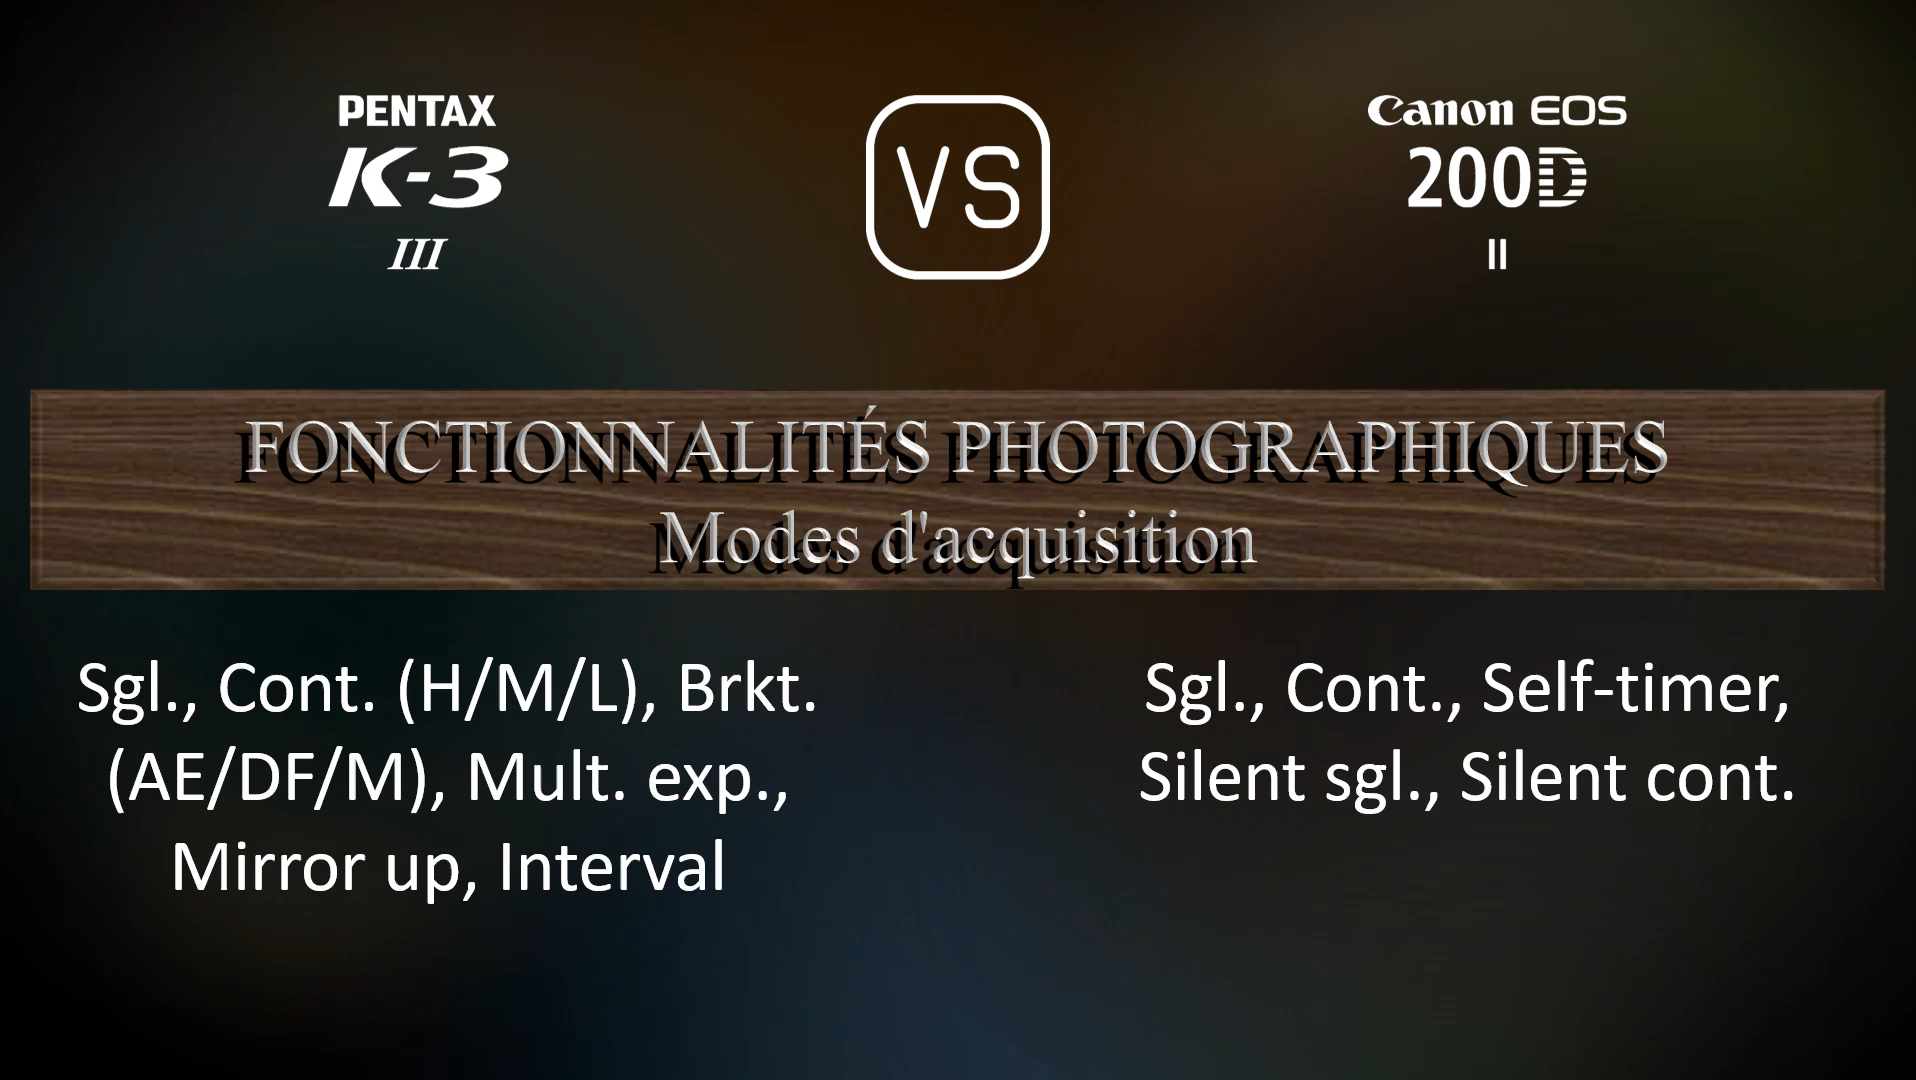 PENTAX
K-3
III
VS
Canon EOS
200D
II
FONCTIONNALITÉS PHOTOGRAPHIQUES
Modes d'acquisition
Sgl., Cont. (H/M/L), Brkt.
(AE/DF/M), Mult. exp.,
Mirror up, Interval
Sgl., Cont., Self-timer,
Silent sgl., Silent cont.